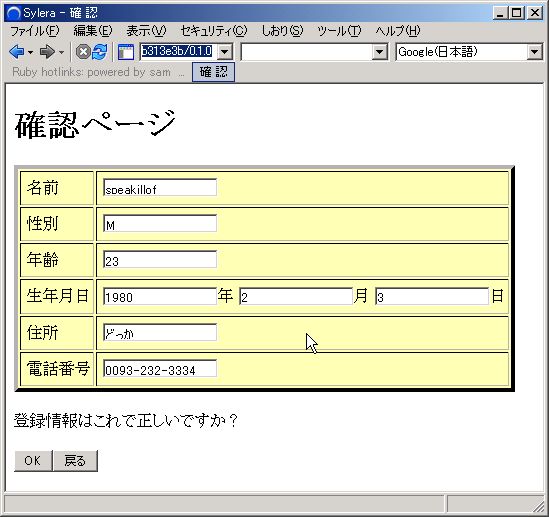 Sylera - 確 認
ファイル(F) 編集(E) 表示(V) セキュリティ(C) しおり(S) ツール(T) ヘルプ(H)
b313e3b/0.1.0 Google(日本語)
Ruby hotlinks: powered by sam ... 確 認
確認ページ
名前 speakillof
性別 M
年齢 23
生年月日 1980 年 2 月 3 日
住所 どっか
電話番号 0093-232-3334
登録情報はこれで正しいですか？
OK 戻る